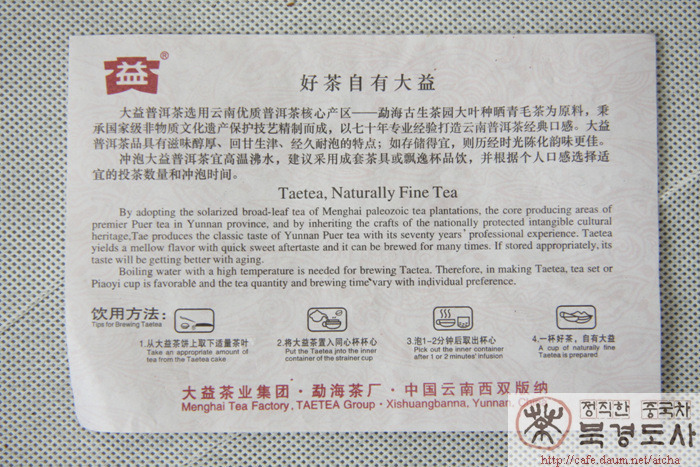 益®
好茶自有大益
大益普洱茶选用云南优质普洱茶核心产区——勐海古生茶园大叶种晒青毛茶为原料，秉
承国家级非物质文化遗产保护技艺精制而成，以七十年专业经验打造云南普洱茶经典口感。大益
普洱茶品具有滋味醇厚、回甘生津、经久耐泡的特点；如存储得宜，则历经时光陈化韵味更佳。
冲泡大益普洱茶宜高温沸水，建议采用成套茶具或飘逸杯品饮，并根据个人口感选择适
宜的投茶数量和冲泡时间。
Taetea, Naturally Fine Tea
By adopting the solarized broad-leaf tea of Menghai paleozoic tea plantations, the core producing areas of
premier Puer tea in Yunnan province, and by inheriting the crafts of the nationally protected intangible cultural
heritage,Tae produces the classic taste of Yunnan Puer tea with its seventy years' professional experience. Taetea
yields a mellow flavor with quick sweet aftertaste and it can be brewed for many times. If stored appropriately, its
taste will be getting better with aging.
Boiling water with a high temperature is needed for brewing Taetea. Therefore, in making Taetea, tea set or
Piaoyi cup is favorable and the tea quantity and brewing time vary with individual preference.
饮用方法：
Tips for Brewing Taetea
1.从大益茶饼上取下适量茶叶
Take an appropriate amount of
tea from the Taetea cake
2.将大益茶置入同心杯杯心
Put the Taetea into the inner
container of the strainer cup
3.泡1-2分钟后取出杯心
Pick out the inner container
after 1 or 2 minutes' infusion
4.一杯好茶，自有大益
A cup of naturally fine
Taetea is prepared
大益茶业集团·勐海茶厂·中国云南西双版纳
Menghai Tea Factory, TAETEA Group · Xishuangbanna, Yunnan,
정직한 중국차
북경도사
http://cafe.daum.net/aicha